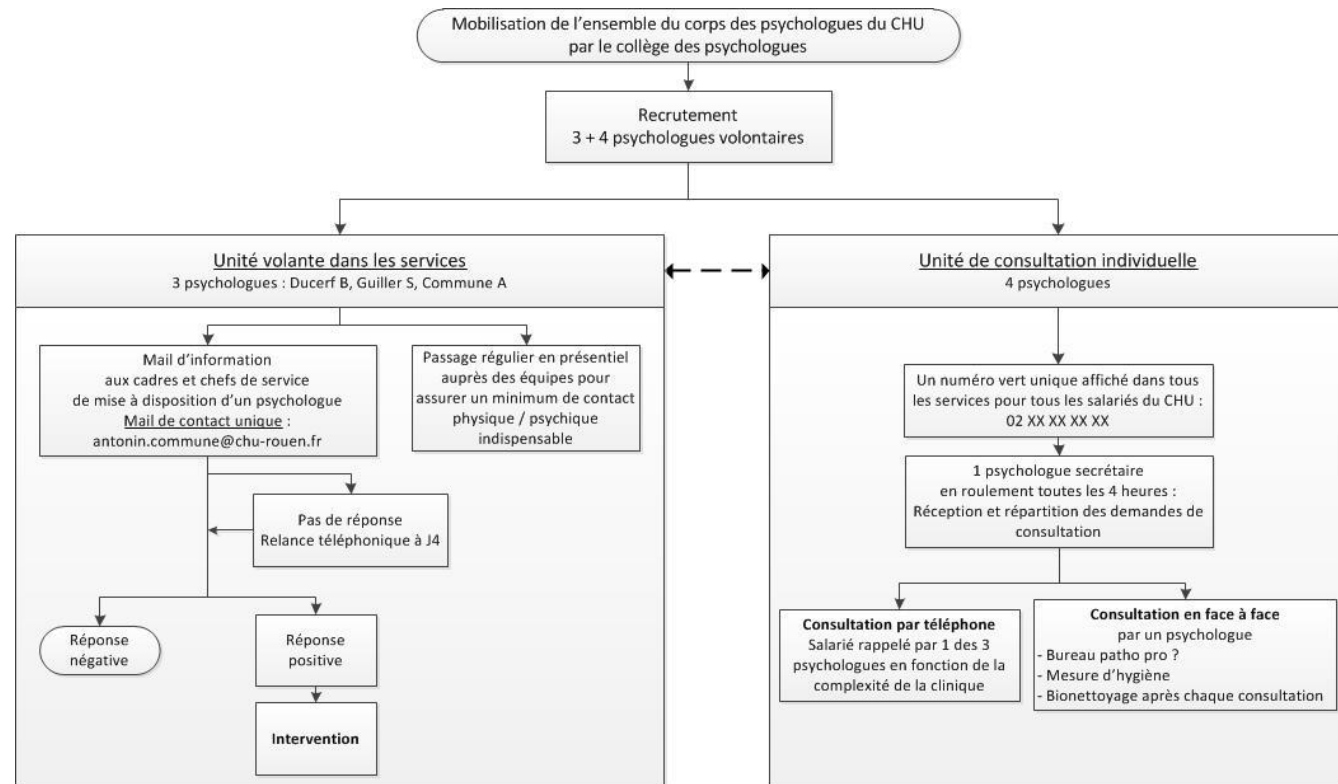 Mobilisation de l’ensemble du corps des psychologues du CHU
par le collège des psychologues
Recrutement
3 + 4 psychologues volontaires
Unité volante dans les services
3 psychologues : Ducerf B, Guiller S, Commune A
Unité de consultation individuelle
4 psychologues
Mail d’information
aux cadres et chefs de service
de mise à disposition d’un psychologue
Mail de contact unique :
antonin.commune@chu-rouen.fr
Passage régulier en présentiel
auprès des équipes pour
assurer un minimum de contact
physique / psychique
indispensable
Pas de réponse
Relance téléphonique à J4
Réponse
négative
Réponse
positive
Intervention
Un numéro vert unique affiché dans tous
les services pour tous les salariés du CHU :
02 XX XX XX XX
1 psychologue secrétaire
en roulement toutes les 4 heures :
Réception et répartition des demandes de
consultation
Consultation par téléphone
Salarié rappelé par 1 des 3
psychologues en fonction de la
complexité de la clinique
Consultation en face à face
par un psychologue
- Bureau patho pro ?
- Mesure d’hygiène
- Bionettoyage après chaque consultation